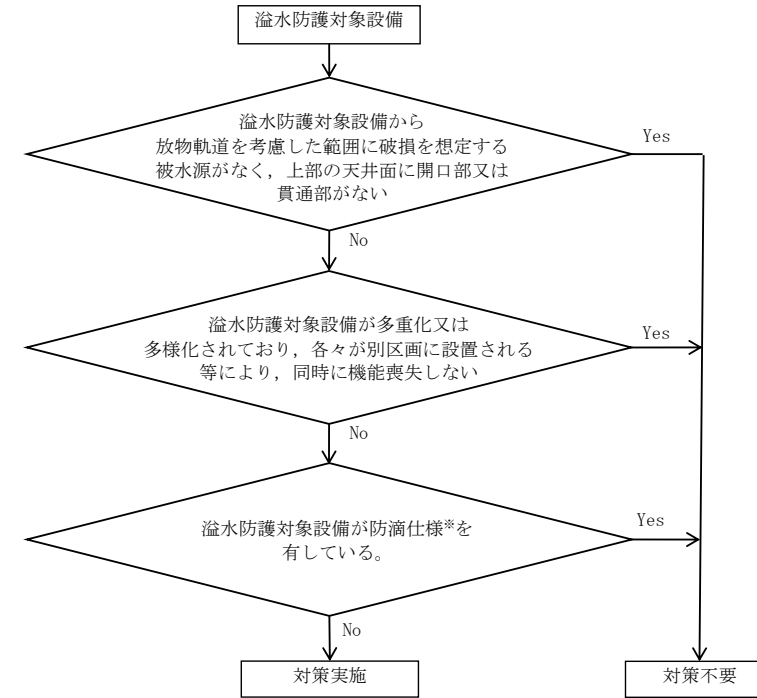 溢水防護対象設備
溢水防護対象設備から
放物軌道を考慮した範囲に破損を想定する
被水源がなく，上部の天井面に開口部又は
貫通部がない
Yes
No
溢水防護対象設備が多重化又は
多様化されており，各々が別区画に設置される
等により，同時に機能喪失しない
Yes
No
溢水防護対象設備が防滴仕様※を
有している。
Yes
No
対策実施
対策不要